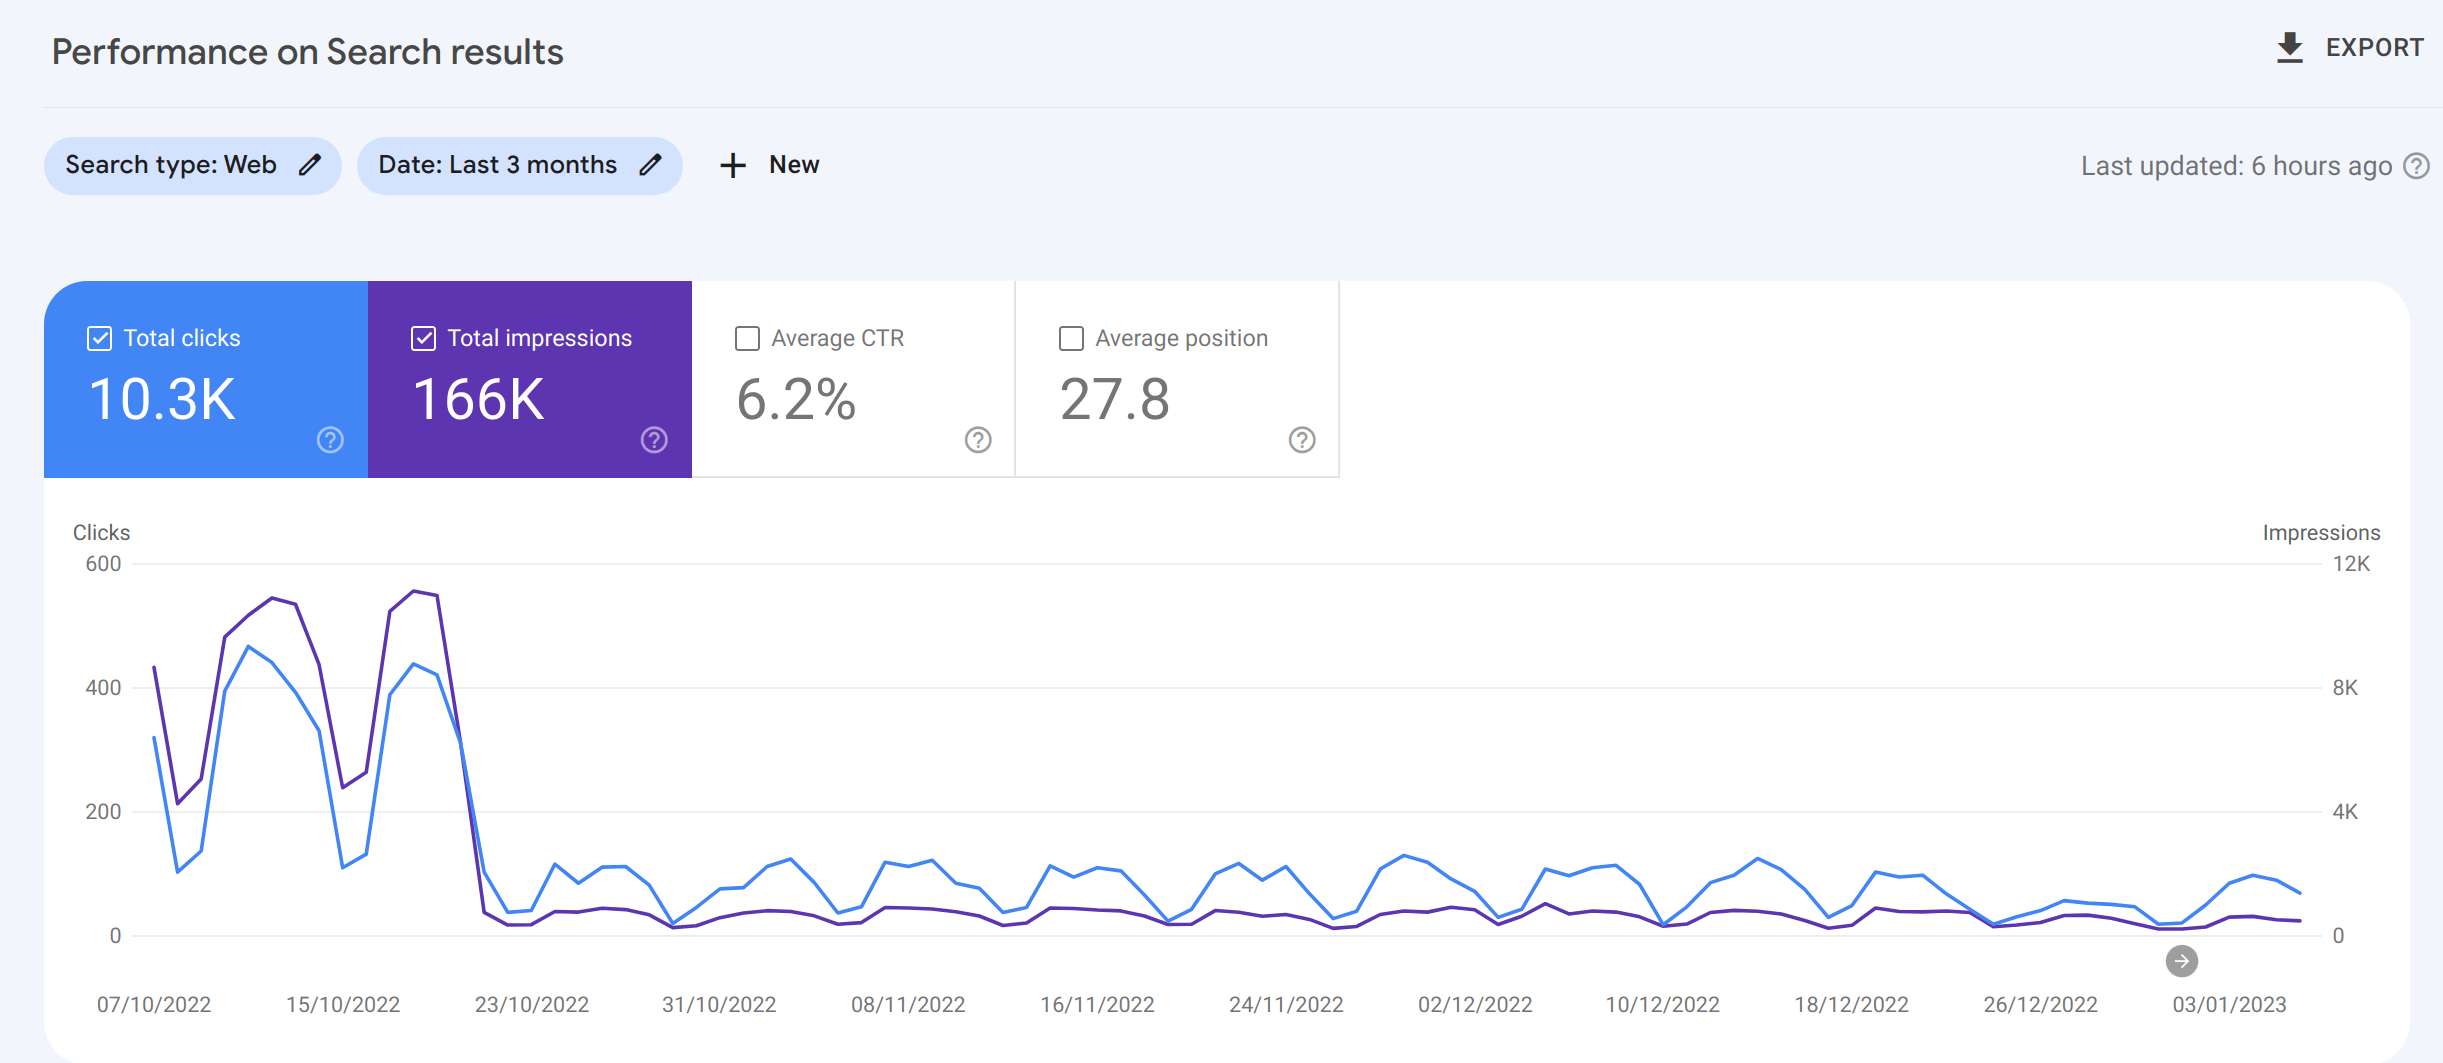 Performance on Search results
EXPORT
Search type: Web
Date: Last 3 months
New
Last updated: 6 hours ago
Total clicks
10.3K
Total impressions
166K
Average CTR
6.2%
Average position
27.8
Clicks
Impressions
600
12K
400
8K
200
4K
0
0
07/10/2022
15/10/2022
23/10/2022
31/10/2022
08/11/2022
16/11/2022
24/11/2022
02/12/2022
10/12/2022
18/12/2022
26/12/2022
03/01/2023